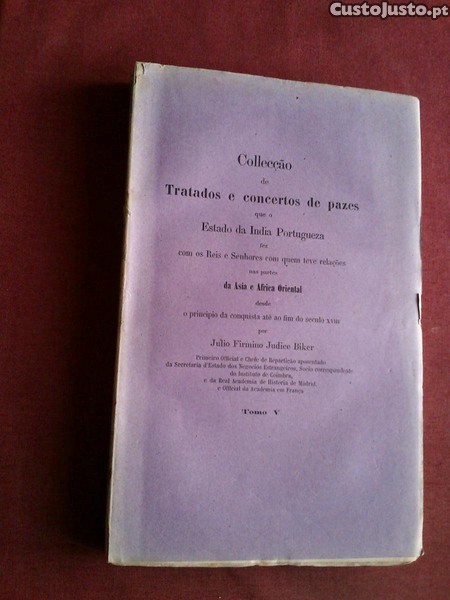 CustoJusto.pt
Collecção
de
Tratados e concertos de pazes
que o
Estado da India Portugueza
fez
com os Reis e Senhores com quem teve relações
nas partes
da Asia e Africa Oriental
desde
o principio da conquista até ao fim do seculo XVIII
por
Julio Firmino Judice Biker
Primeiro Official e Chefe de Repartição aposentado
da Secretaria d'Estado dos Negocios Estrangeiros, Socio correspondente
do Instituto de Coimbra,
e da Real Academia de Historia de Madrid,
e Official da Academia em França
Tomo V